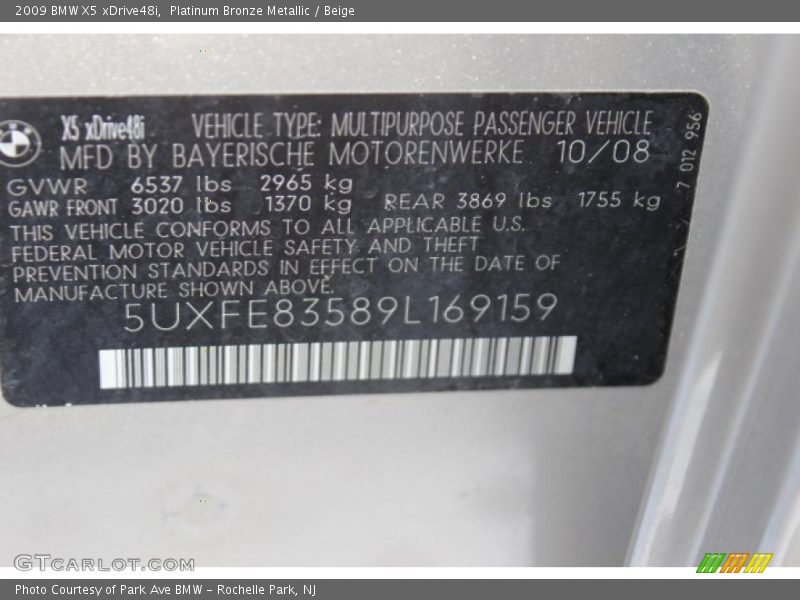 2009 BMW X5 xDrive48i, Platinum Bronze Metallic / Beige
BMW
X5 xDrive48i VEHICLE TYPE: MULTIPURPOSE PASSENGER VEHICLE
MFD BY BAYERISCHE MOTORENWERKE 10/08
GVWR 6537 lbs 2965 kg
GAWR FRONT 3020 lbs 1370 kg REAR 3869 lbs 1755 kg
THIS VEHICLE CONFORMS TO ALL APPLICABLE U.S.
FEDERAL MOTOR VEHICLE SAFETY AND THEFT
PREVENTION STANDARDS IN EFFECT ON THE DATE OF
MANUFACTURE SHOWN ABOVE.
5UXFE83589L169159
7 012 956
GTCARLOT.COM
Photo Courtesy of Park Ave BMW - Rochelle Park, NJ